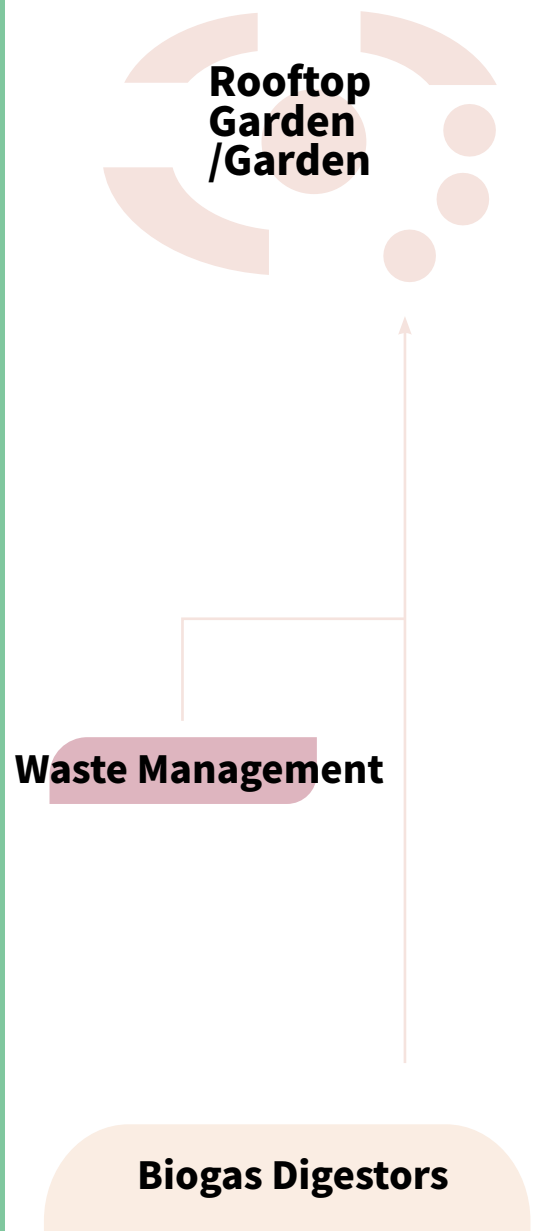 Rooftop
Garden
/Garden
Waste Management
Biogas Digestors